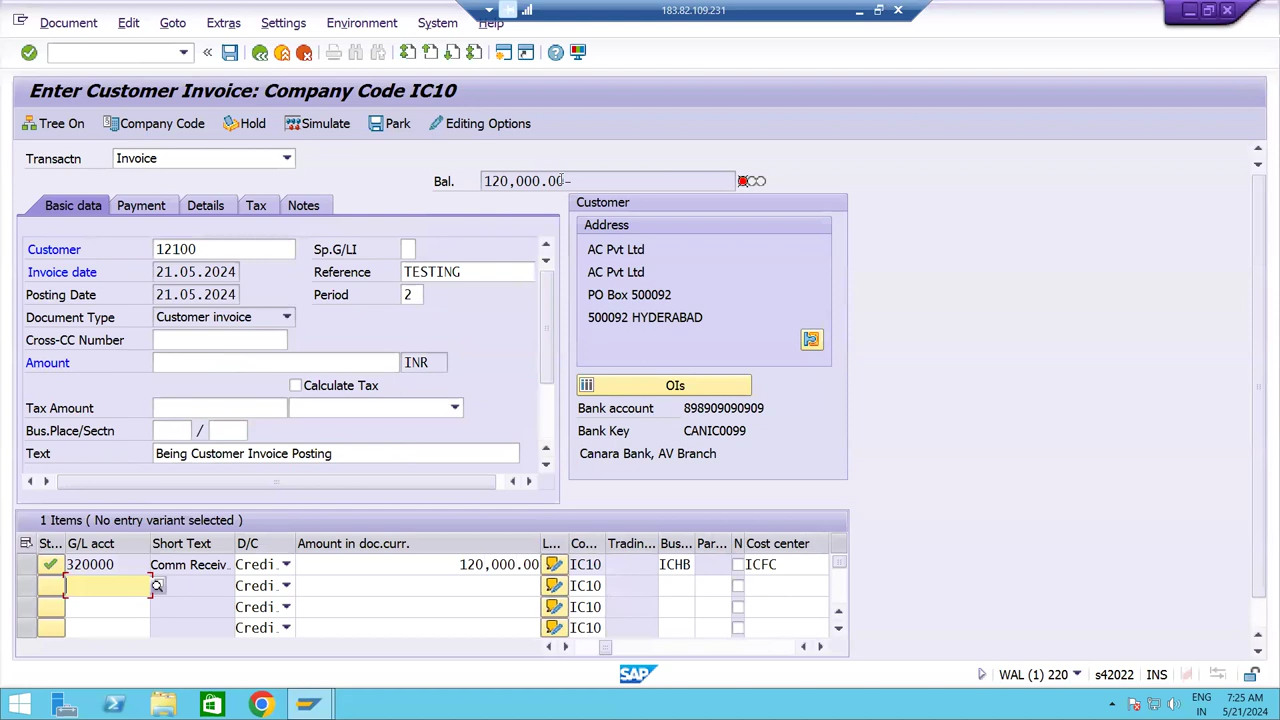 183.82.109.231
Document Edit Goto Extras Settings Environment System Help
Enter Customer Invoice: Company Code IC10
Tree On Company Code Hold Simulate Park Editing Options
Transactn Invoice
Bal. 120,000.00-
Basic data Payment Details Tax Notes
Customer
Address
Customer 12100 Sp.G/LI
AC Pvt Ltd
Invoice date 21.05.2024 Reference TESTING
AC Pvt Ltd
Posting Date 21.05.2024 Period 2
PO Box 500092
Document Type Customer invoice
500092 HYDERABAD
Cross-CC Number
Amount INR
Calculate Tax
OIs
Tax Amount
Bank account 898909090909
Bus.Place/Sectn /
Bank Key CANIC0099
Text Being Customer Invoice Posting
Canara Bank, AV Branch
1 Items ( No entry variant selected )
St... G/L acct Short Text D/C Amount in doc.curr. L... Co... Tradin... Bus... Par... N Cost center
320000 Comm Receiv.. Credi. 120,000.00 IC10 ICHB ICFC
Credi. IC10
Credi. IC10
Credi. IC10
SAP WAL (1) 220 s42022 INS
ENG 7:25 AM
IN 5/21/2024